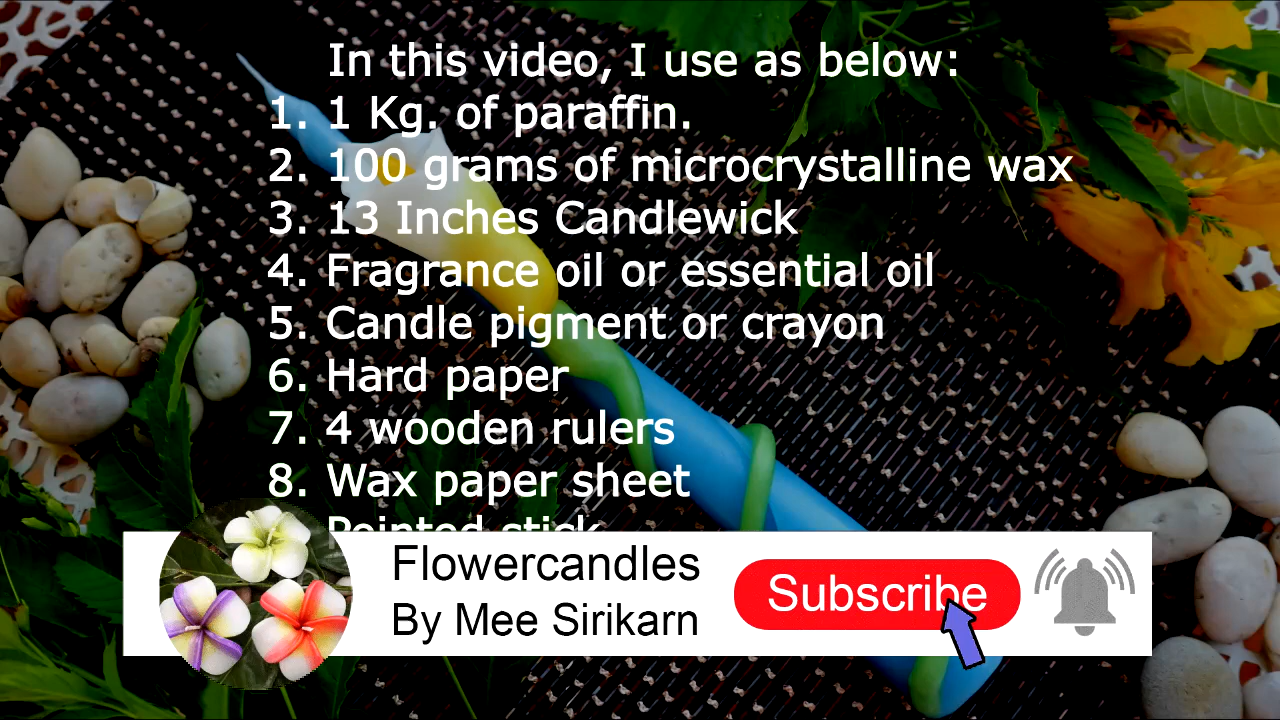 In this video, I use as below:
1. 1 Kg. of paraffin.
2. 100 grams of microcrystalline wax
3. 13 Inches Candlewick
4. Fragrance oil or essential oil
5. Candle pigment or crayon
6. Hard paper
7. 4 wooden rulers
8. Wax paper sheet
Pointed stick
Flowercandles
By Mee Sirikarn
Subscribe